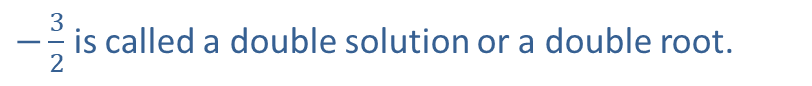 −3/2 is called a double solution or a double root.